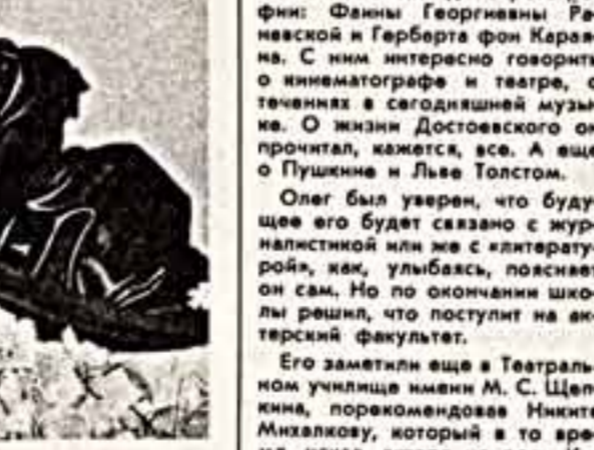 фии: Фаины Георгиевны Ра-
невской и Герберта фон Карая-
на. С ним интересно говорить
о кинематографе и театре, о
течениях в сегодняшней музы-
ке. О жизни Достоевского он
прочитал, кажется, все. А еще
о Пушкине и Льве Толстом.
Олег был уверен, что буду-
щее его будет связано с жур-
налистикой или же с «литерату-
рой», как, улыбаясь, поясняет
он сам. Но по окончании шко-
лы решил, что поступит на ак-
терский факультет.
Его заметили еще в Театраль-
ном училище имени М. С. Щеп-
кина, порекомендовав Никите
Михалкову, который в то вре-